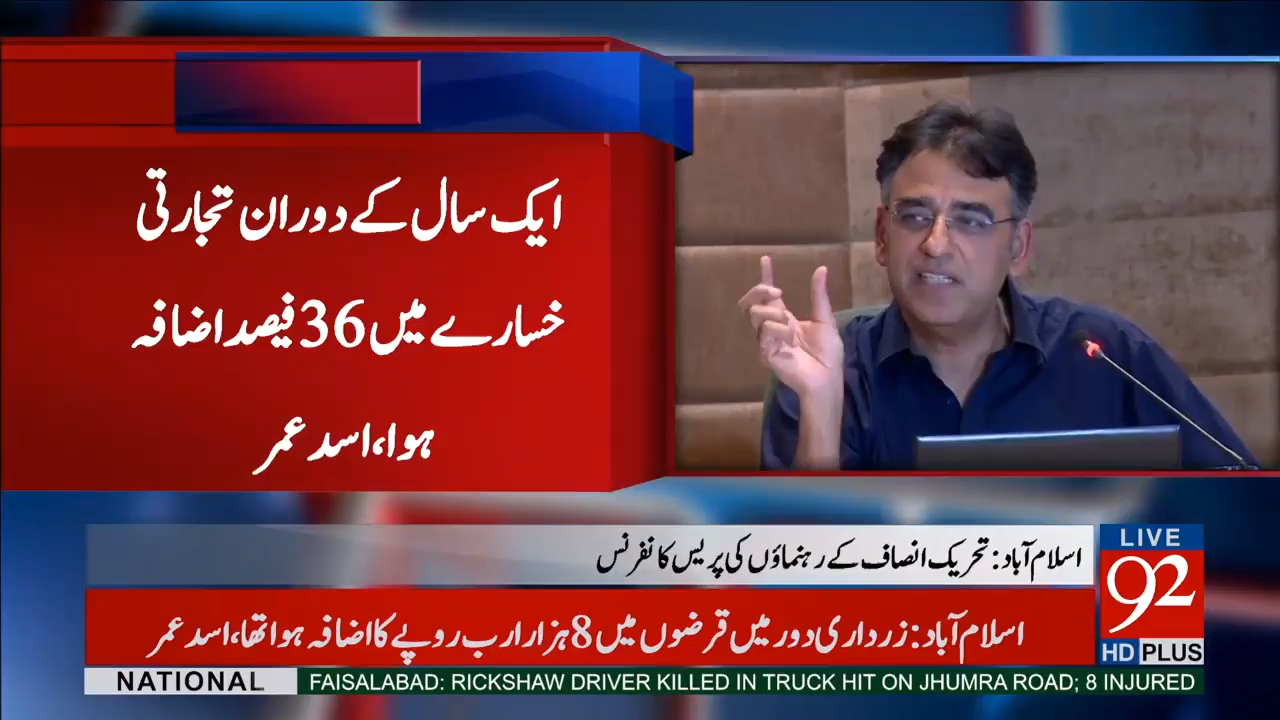 ایک سال کے دوران تجارتی
خسارے میں 36 فیصد اضافہ
ہوا، اسد عمر
اسلام آباد: تحریک انصاف کے رہنماؤں کی پریس کانفرنس
LIVE
92
HD PLUS
اسلام آباد: زرداری دور میں قرضوں میں 8 ہزار ارب روپے کا اضافہ ہوا تھا، اسد عمر
NATIONAL
FAISALABAD: RICKSHAW DRIVER KILLED IN TRUCK HIT ON JHUMRA ROAD; 8 INJURED